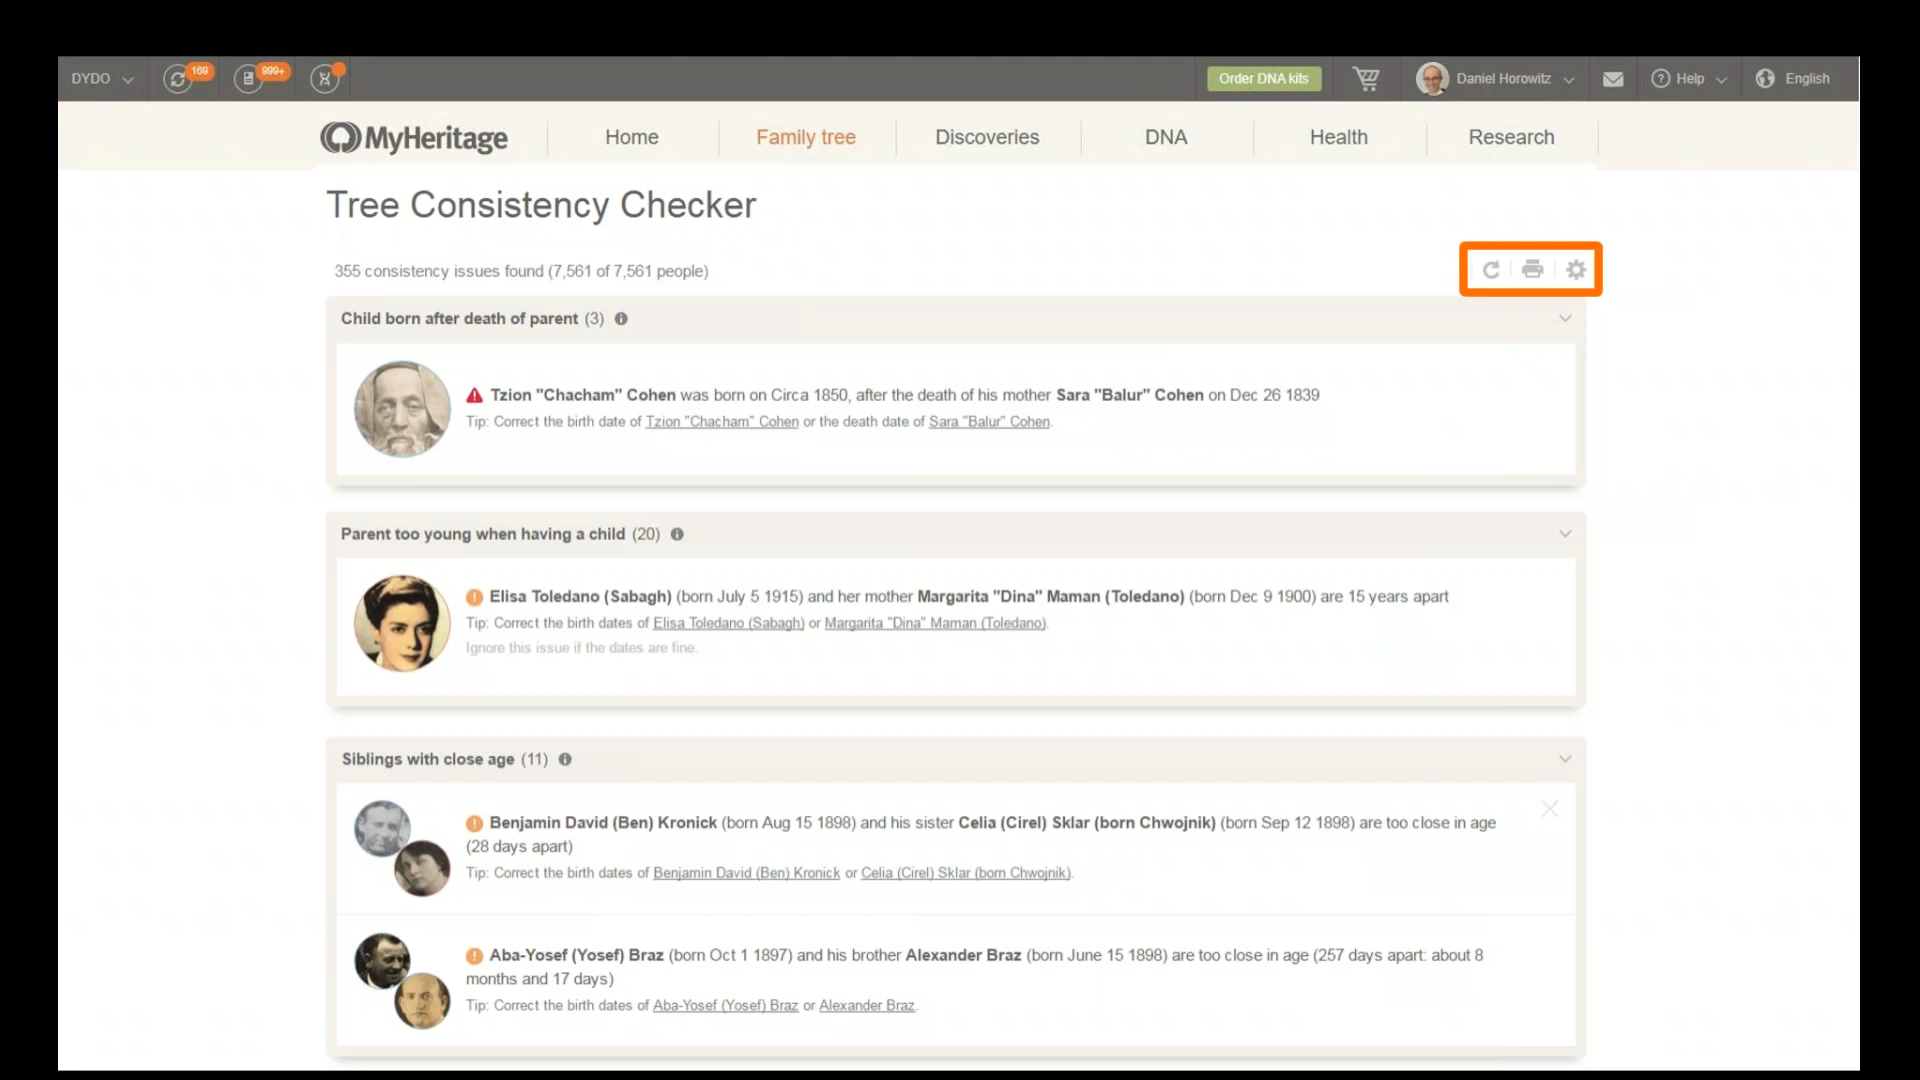 DYDO
169
999+
Order DNA kits
Daniel Horowitz
Help
English
MyHeritage
Home
Family tree
Discoveries
DNA
Health
Research
Tree Consistency Checker
355 consistency issues found (7,561 of 7,561 people)
Child born after death of parent (3)
Tzion "Chacham" Cohen was born on Circa 1850, after the death of his mother Sara "Balur" Cohen on Dec 26 1839
Tip: Correct the birth date of Tzion "Chacham" Cohen or the death date of Sara "Balur" Cohen.
Parent too young when having a child (20)
Elisa Toledano (Sabagh) (born July 5 1915) and her mother Margarita "Dina" Maman (Toledano) (born Dec 9 1900) are 15 years apart
Tip: Correct the birth dates of Elisa Toledano (Sabagh) or Margarita "Dina" Maman (Toledano).
Ignore this issue if the dates are fine.
Siblings with close age (11)
Benjamin David (Ben) Kronick (born Aug 15 1898) and his sister Celia (Cirel) Sklar (born Chwojnik) (born Sep 12 1898) are too close in age
(28 days apart)
Tip: Correct the birth dates of Benjamin David (Ben) Kronick or Celia (Cirel) Sklar (born Chwojnik).
Aba-Yosef (Yosef) Braz (born Oct 1 1897) and his brother Alexander Braz (born June 15 1898) are too close in age (257 days apart: about 8
months and 17 days)
Tip: Correct the birth dates of Aba-Yosef (Yosef) Braz or Alexander Braz.